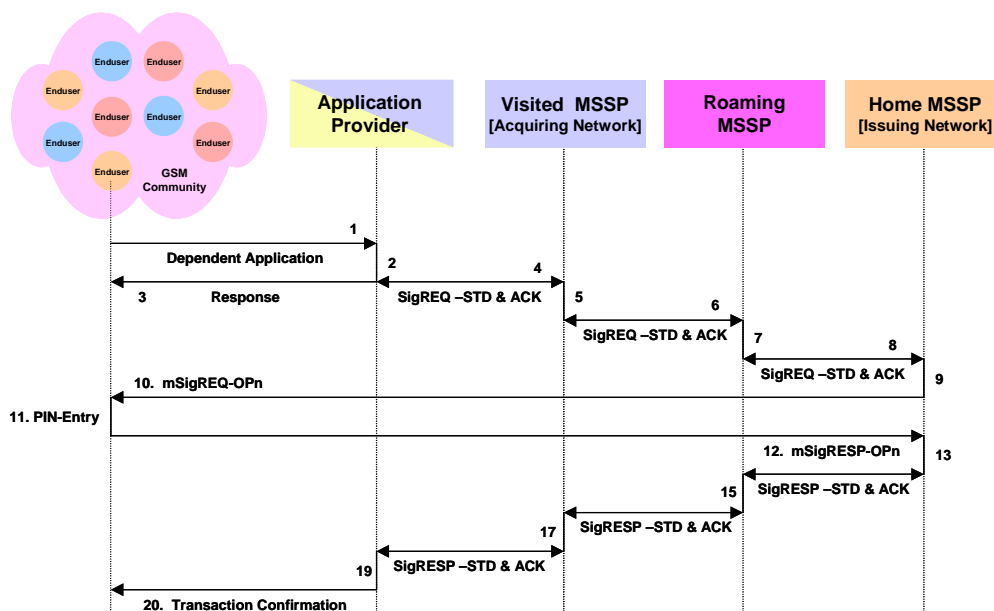 Enduser
Enduser
Enduser
Enduser
Enduser
Enduser
Enduser
Enduser
Enduser
GSM
Community
Application
Provider
Visited MSSP
[Acquiring Network]
Roaming
MSSP
Home MSSP
[Issuing Network]
1
Dependent Application
2
4
3
Response
SigREQ –STD & ACK
5
6
SigREQ –STD & ACK
7
8
SigREQ –STD & ACK
9
10. mSigREQ-OPn
11. PIN-Entry
12. mSigRESP-OPn
13
SigRESP –STD & ACK
15
SigRESP –STD & ACK
17
SigRESP –STD & ACK
19
20. Transaction Confirmation